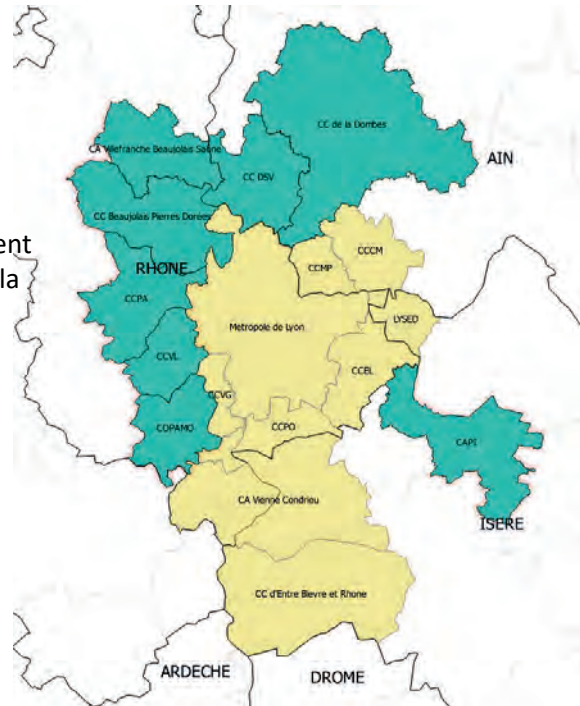 CC de la Dombes
CA Villefranche Beaujolais Saône
AIN
CC DSV
CC Beaujolais Pierres Dorées
ent
la
RHONE
CCMP
CCCM
CCPA
LYSED
Metropole de Lyon
CCVL
CCEL
CCVG
COPAMO
CCPO
CAPI
CA Vienne Condrieu
ISERE
CC d'Entre Bievre et Rhone
ARDECHE
DROME